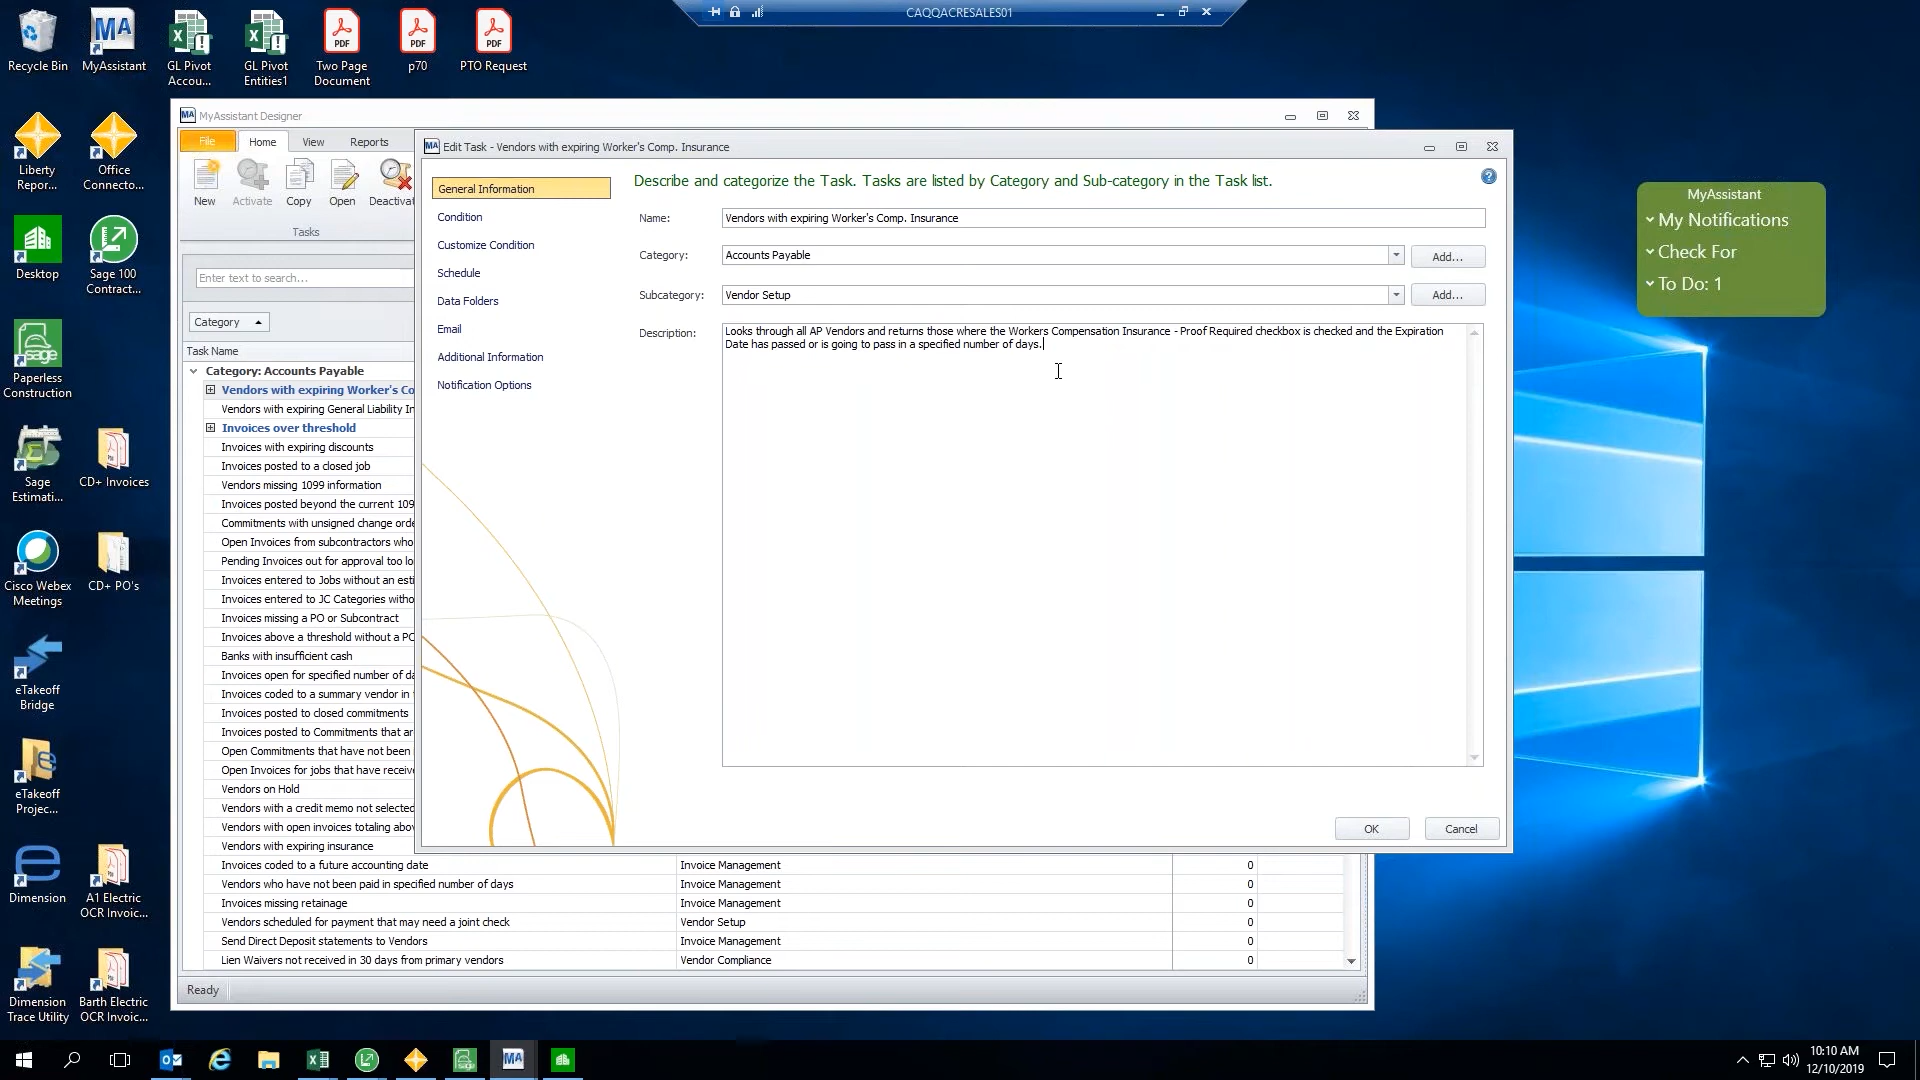 CAQQACRESALES01
Recycle Bin
MyAssistant
GL Pivot
Accou...
GL Pivot
Entities1
Two Page
Document
p70
PTO Request
Liberty
Repor...
Office
Connecto...
Desktop
Sage 100
Contract...
Paperless
Construction
Sage
Estimati...
CD+ Invoices
Cisco Webex
Meetings
CD+ PO's
eTakeoff
Bridge
eTakeoff
Projec...
Dimension
A1 Electric
OCR Invoic...
Dimension
Trace Utility
Barth Electric
OCR Invoic...
MyAssistant Designer
File
Home
View
Reports
New
Activate
Copy
Open
Deactivat
Tasks
Enter text to search...
Category
Task Name
Category: Accounts Payable
Vendors with expiring Worker's Co
Vendors with expiring General Liability In
Invoices over threshold
Invoices with expiring discounts
Invoices posted to a closed job
Vendors missing 1099 information
Invoices posted beyond the current 109
Commitments with unsigned change orde
Open Invoices from subcontractors who
Pending Invoices out for approval too lo
Invoices entered to Jobs without an esti
Invoices entered to JC Categories witho
Invoices missing a PO or Subcontract
Invoices above a threshold without a PO
Banks with insufficient cash
Invoices open for specified number of da
Invoices coded to a summary vendor in
Invoices posted to closed commitments
Invoices posted to Commitments that ar
Open Commitments that have not been
Open Invoices for jobs that have receive
Vendors on Hold
Vendors with a credit memo not selected
Vendors with open invoices totaling abov
Vendors with expiring insurance
Invoices coded to a future accounting date Invoice Management 0
Vendors who have not been paid in specified number of days Invoice Management 0
Invoices missing retainage Invoice Management 0
Vendors scheduled for payment that may need a joint check Vendor Setup 0
Send Direct Deposit statements to Vendors Invoice Management 0
Lien Waivers not received in 30 days from primary vendors Vendor Compliance 0
Ready
Edit Task - Vendors with expiring Worker's Comp. Insurance
General Information
Condition
Customize Condition
Schedule
Data Folders
Email
Additional Information
Notification Options
Describe and categorize the Task. Tasks are listed by Category and Sub-category in the Task list.
Name: Vendors with expiring Worker's Comp. Insurance
Category: Accounts Payable Add...
Subcategory: Vendor Setup Add...
Description: Looks through all AP Vendors and returns those where the Workers Compensation Insurance - Proof Required checkbox is checked and the Expiration
Date has passed or is going to pass in a specified number of days.
OK
Cancel
MyAssistant
My Notifications
Check For
To Do: 1
10:10 AM
12/10/2019